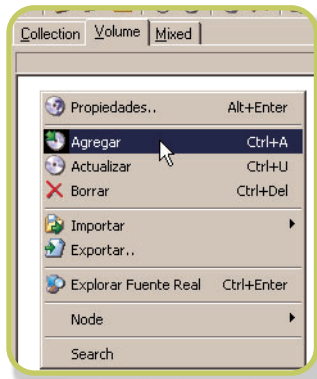 Collection Volume Mixed
Propiedades.. Alt+Enter
Agregar Ctrl+A
Actualizar Ctrl+U
Borrar Ctrl+Del
Importar
Exportar..
Explorar Fuente Real Ctrl+Enter
Node
Search